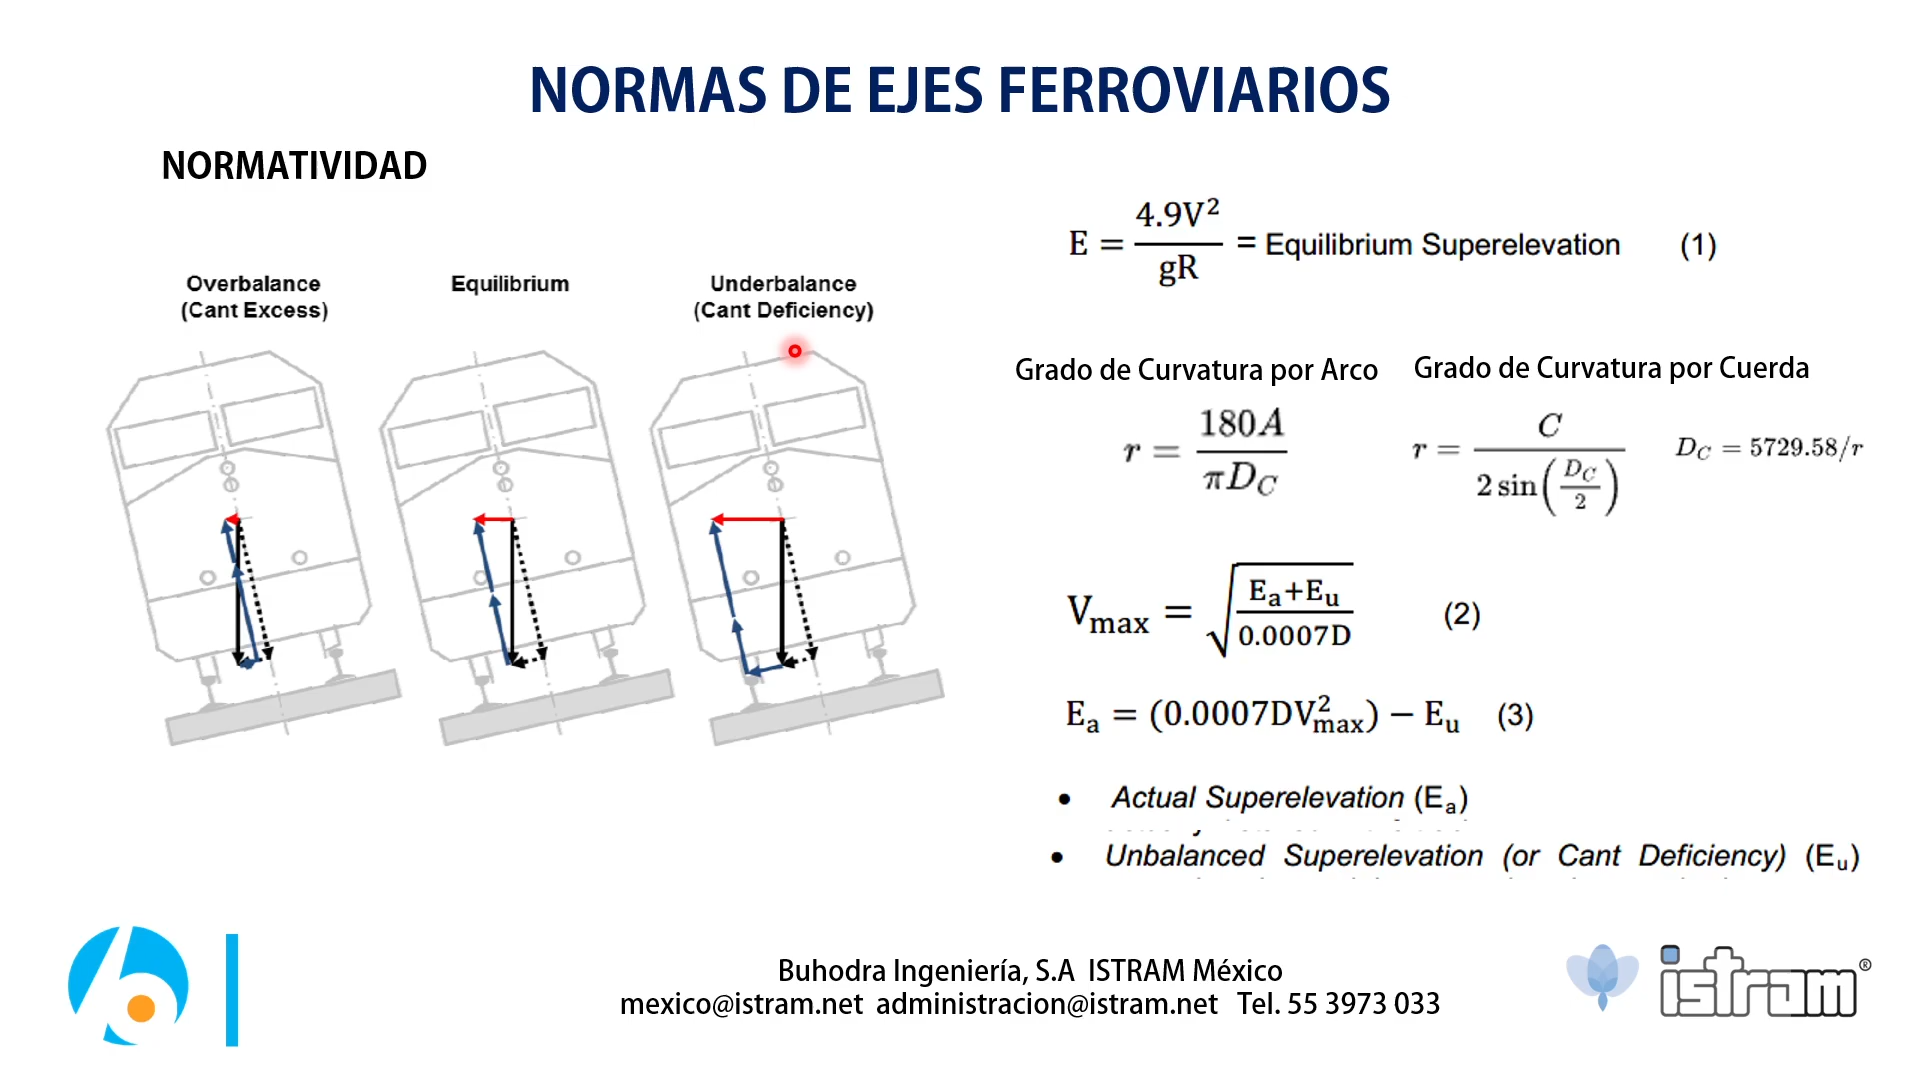 NORMAS DE EJES FERROVIARIOS
NORMATIVIDAD
Overbalance
(Cant Excess)
Equilibrium
Underbalance
(Cant Deficiency)
E = 4.9V² / gR = Equilibrium Superelevation (1)
Grado de Curvatura por Arco
Grado de Curvatura por Cuerda
r = 180A / πD_C
r = C / 2 sin(D_C / 2)
D_C = 5729.58/r
V_max = √((E_a+E_u) / 0.0007D) (2)
E_a = (0.0007DV²_max) − E_u (3)
• Actual Superelevation (E_a)
• Unbalanced Superelevation (or Cant Deficiency) (E_u)
Buhodra Ingeniería, S.A ISTRAM México
mexico@istram.net administracion@istram.net Tel. 55 3973 033
istram®